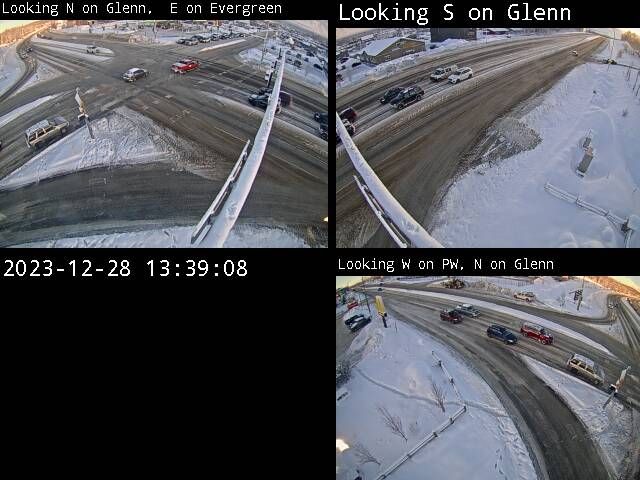 Looking N on Glenn,  E on Evergreen
Looking S on Glenn
2023-12-28 13:39:08
Looking W on PW, N on Glenn